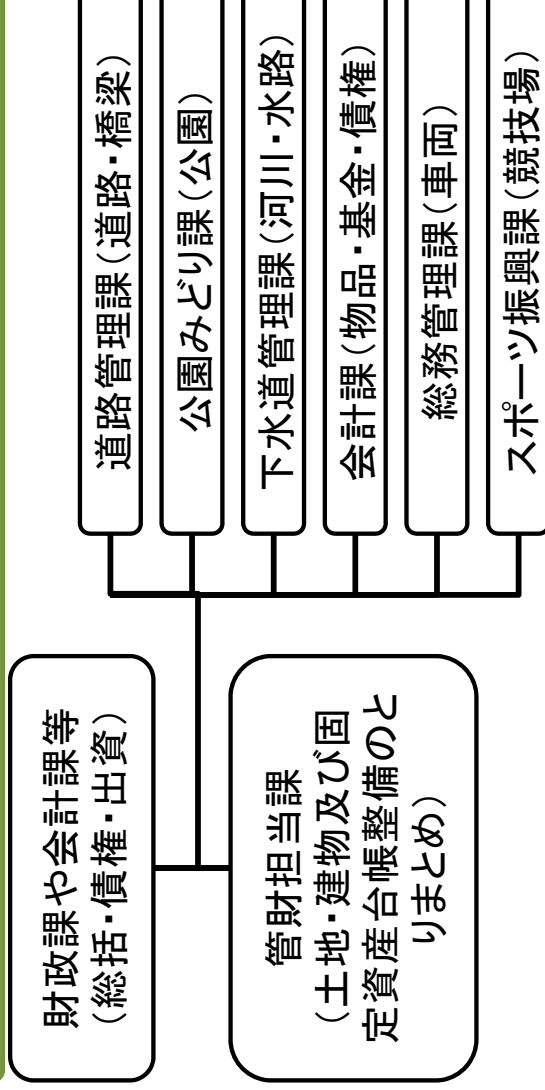 財政課や会計課等
（総括・債権・出資）
管財担当課
（土地・建物及び固
定資産台帳整備のと
りまとめ）
道路管理課（道路・橋梁）
公園みどり課（公園）
下水道管理課（河川・水路）
会計課（物品・基金・債権）
総務管理課（車両）
スポーツ振興課（競技場）